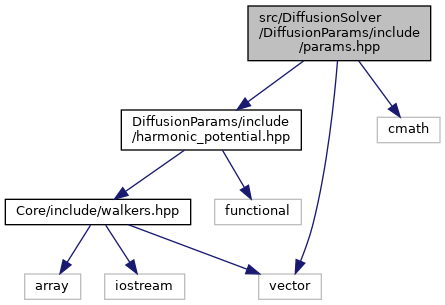 src/DiffusionSolver
/DiffusionParams/include
/params.hpp
DiffusionParams/include
/harmonic_potential.hpp
cmath
Core/include/walkers.hpp
functional
array
iostream
vector